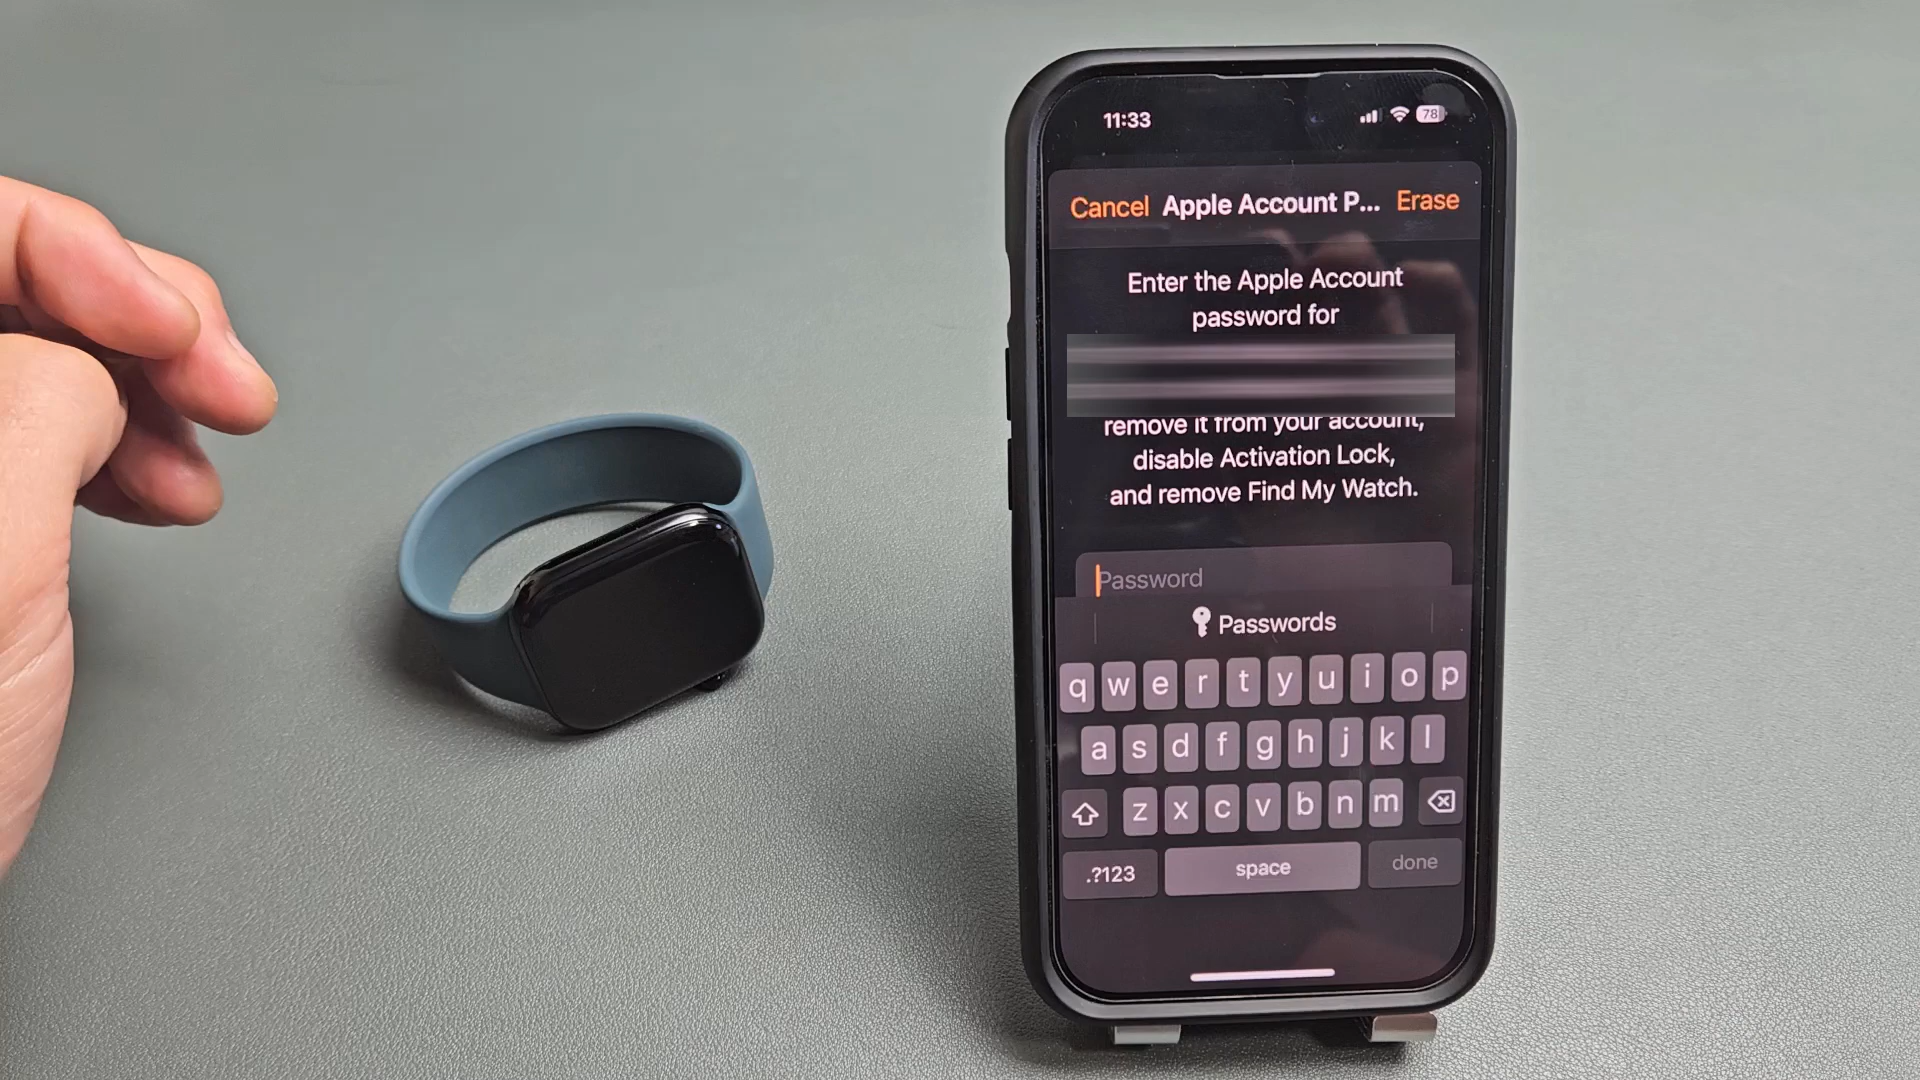 11:33
78
Cancel Apple Account P... Erase
Enter the Apple Account
password for
remove it from your account,
disable Activation Lock,
and remove Find My Watch.
Password
Passwords
q w e r t y u i o p
a s d f g h j k l
z x c v b n m
.?123 space done